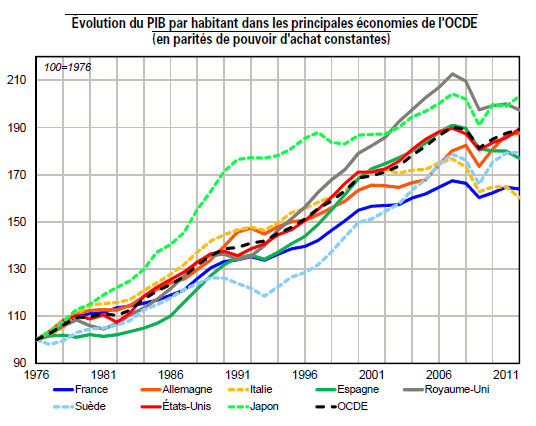 Évolution du PIB par habitant dans les principales économies de l'OCDE
(en parités de pouvoir d'achat constantes)
100=1976
210
190
170
150
130
110
90
1976 1981 1986 1991 1996 2001 2006 2011
France Allemagne Italie Espagne Royaume-Uni
Suède États-Unis Japon OCDE